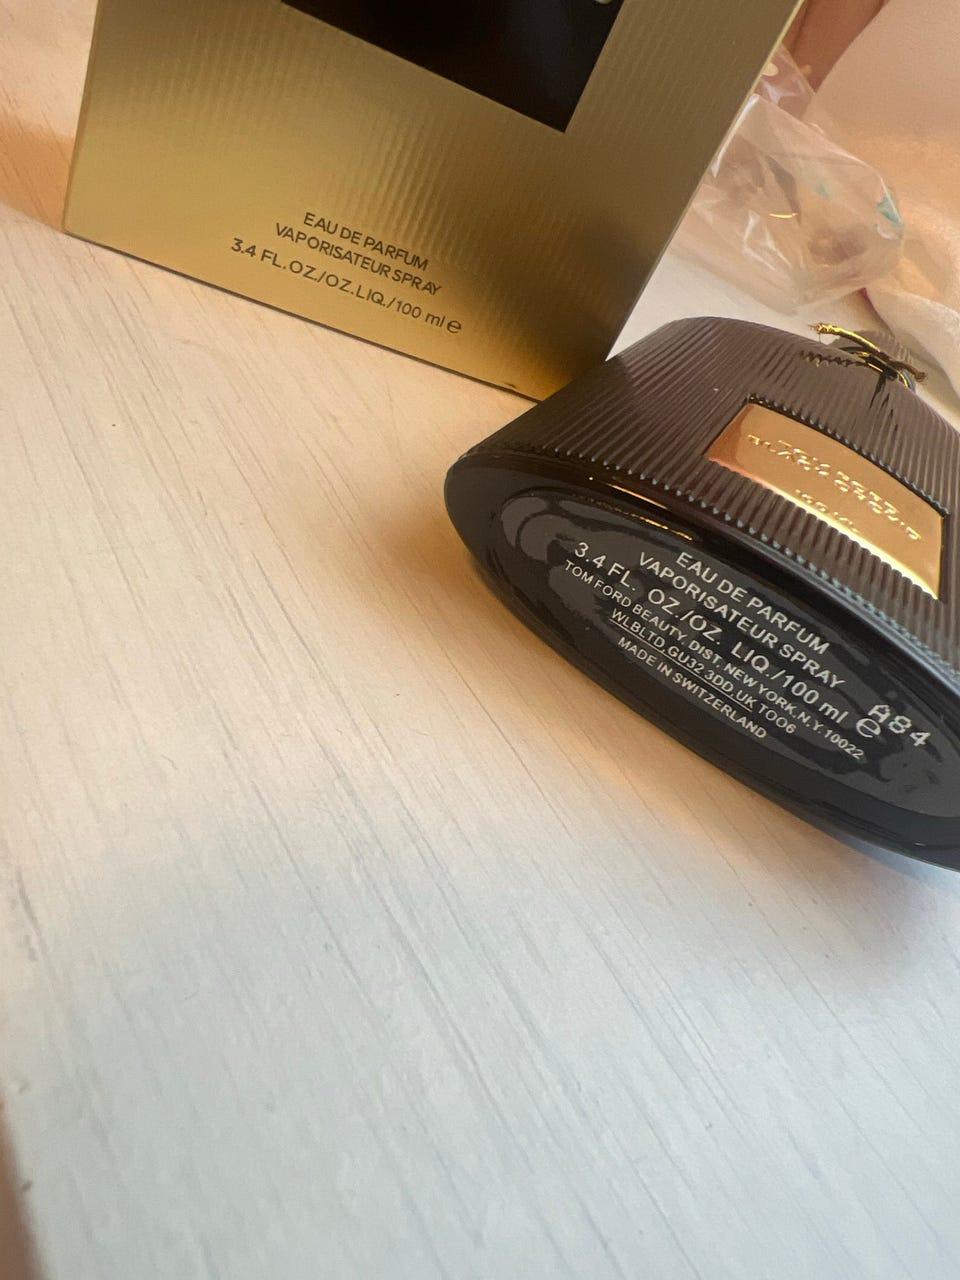 EAU DE PARFUM
VAPORISATEUR SPRAY
3.4 FL.OZ./OZ.LIQ./100 ml e
EAU DE PARFUM
VAPORISATEUR SPRAY
3.4 FL. OZ./OZ. LIQ./100 ml e
TOM FORD BEAUTY, DIST. NEW YORK,N.Y.10022
WLBLTD,GU32 3DD,UK TOO6
MADE IN SWITZERLAND
A84